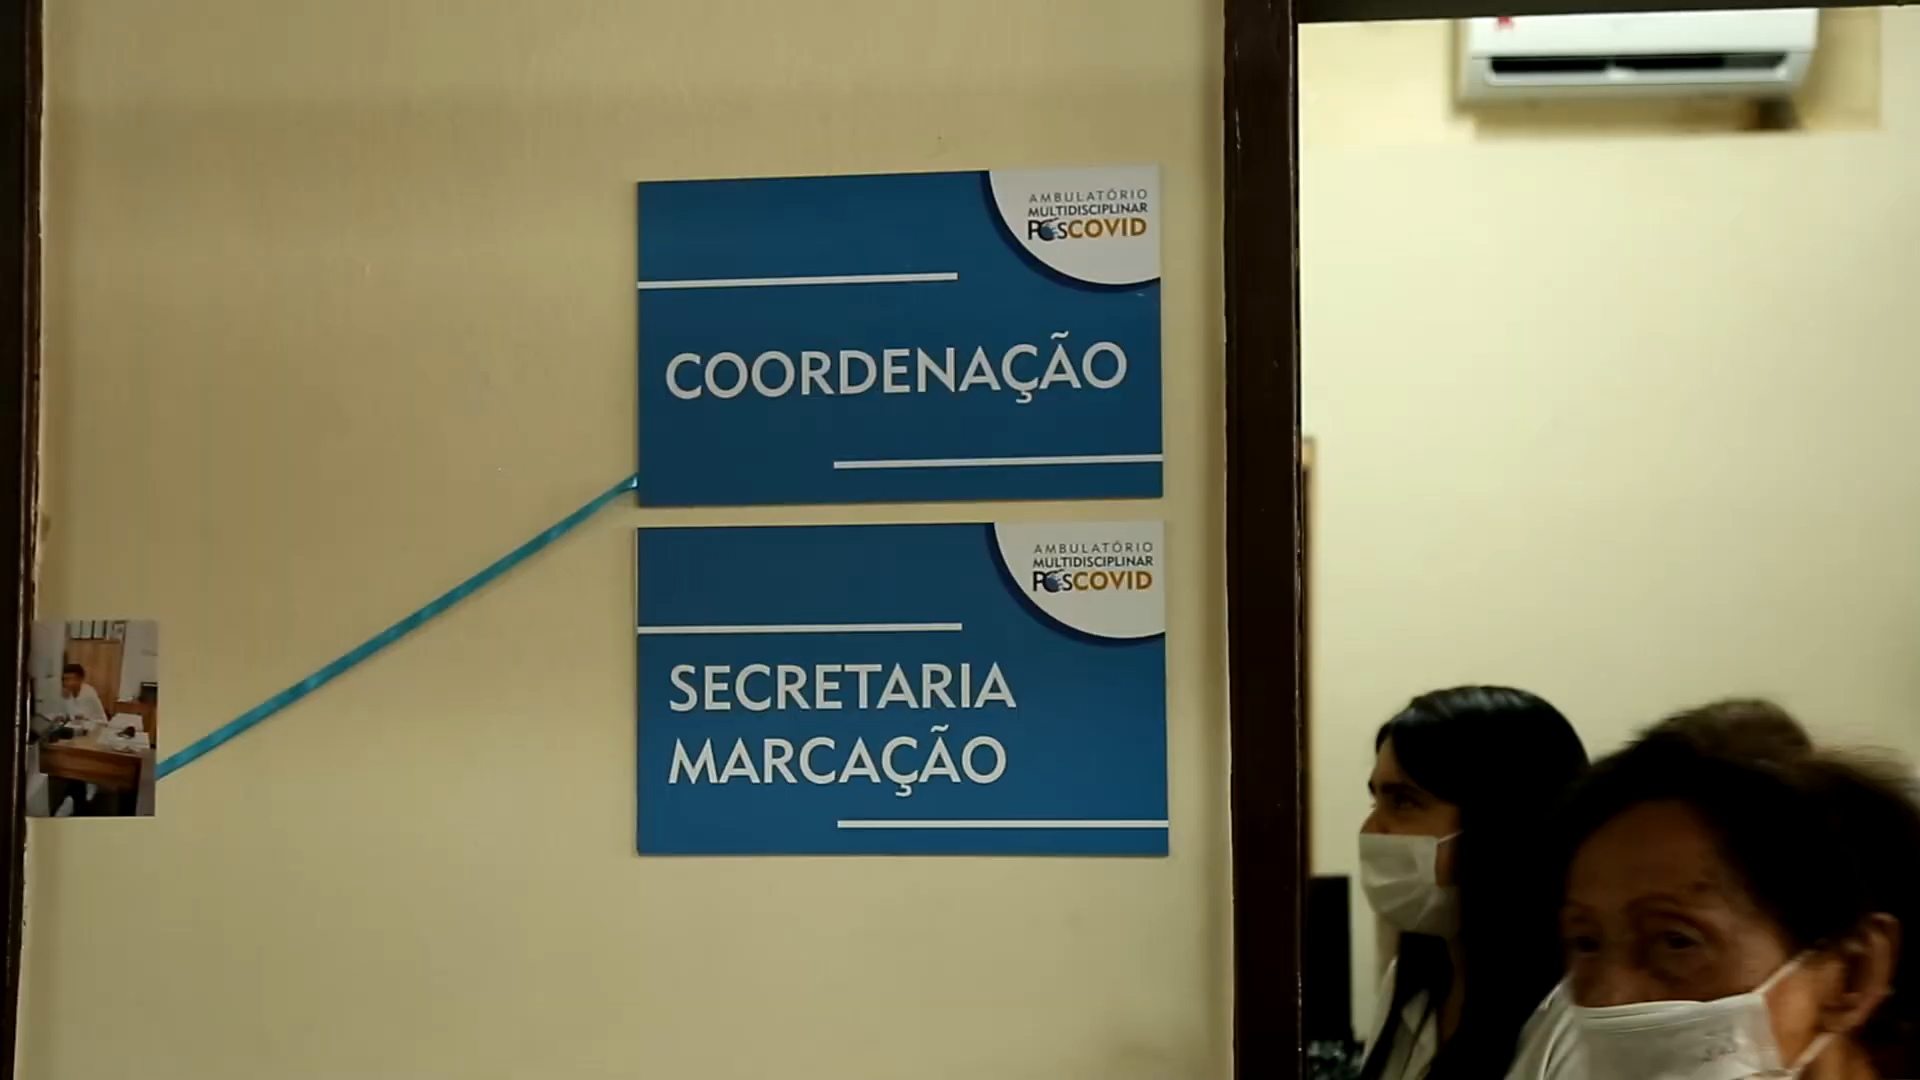 AMBULATÓRIO
MULTIDISCIPLINAR
PÓSCOVID
COORDENAÇÃO
AMBULATÓRIO
MULTIDISCIPLINAR
PÓSCOVID
SECRETARIA
MARCAÇÃO